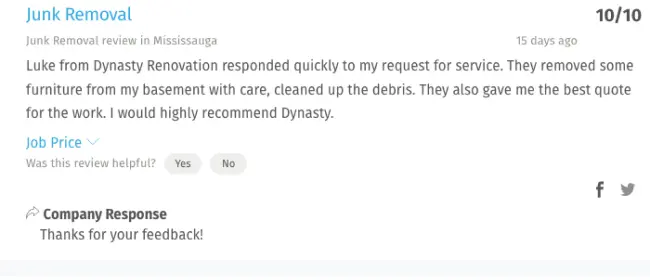 Junk Removal 10/10
Junk Removal review in Mississauga 15 days ago
Luke from Dynasty Renovation responded quickly to my request for service. They removed some
furniture from my basement with care, cleaned up the debris. They also gave me the best quote
for the work. I would highly recommend Dynasty.
Job Price
Was this review helpful? Yes No
Company Response
Thanks for your feedback!